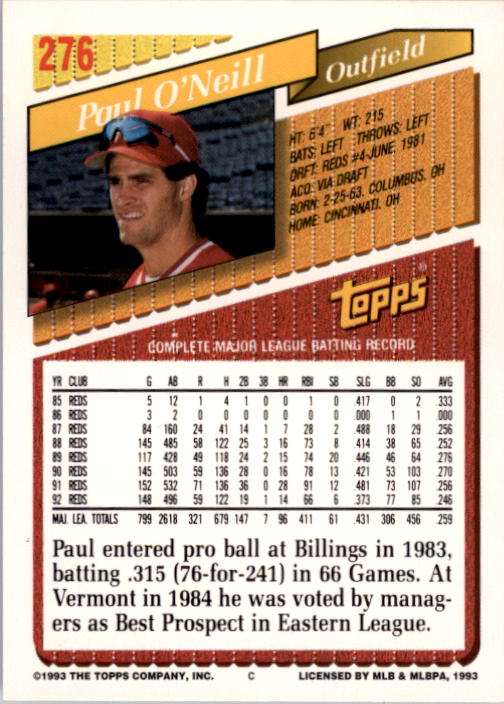 276
Paul O'Neill
Outfield
HT: 6'4" WT: 215
BATS: LEFT THROWS: LEFT
DRFT: REDS #4-JUNE, 1981
ACQ: VIA DRAFT
BORN: 2-25-63, COLUMBUS, OH
HOME: CINCINNATI, OH
TOPPS®
COMPLETE MAJOR LEAGUE BATTING RECORD
YR CLUB G AB R H 2B 3B HR RBI SB SLG BB SO AVG
85 REDS 5 12 1 4 1 0 0 1 0 .417 0 2 .333
86 REDS 3 2 0 0 0 0 0 0 0 .000 1 1 .000
87 REDS 84 160 24 41 14 1 7 28 2 .488 18 29 .256
88 REDS 145 485 58 122 25 3 16 73 8 .414 38 65 .252
89 REDS 117 428 49 118 24 2 15 74 20 .446 46 64 .276
90 REDS 145 503 59 136 28 0 16 78 13 .421 53 103 .270
91 REDS 152 532 71 136 36 0 28 91 12 .481 73 107 .256
92 REDS 148 496 59 122 19 1 14 66 6 .373 77 85 .246
MAJ. LEA. TOTALS 799 2618 321 679 147 7 96 411 61 .431 306 456 .259
Paul entered pro ball at Billings in 1983,
batting .315 (76-for-241) in 66 Games. At
Vermont in 1984 he was voted by manag-
ers as Best Prospect in Eastern League.
©1993 THE TOPPS COMPANY, INC. C LICENSED BY MLB & MLBPA, 1993